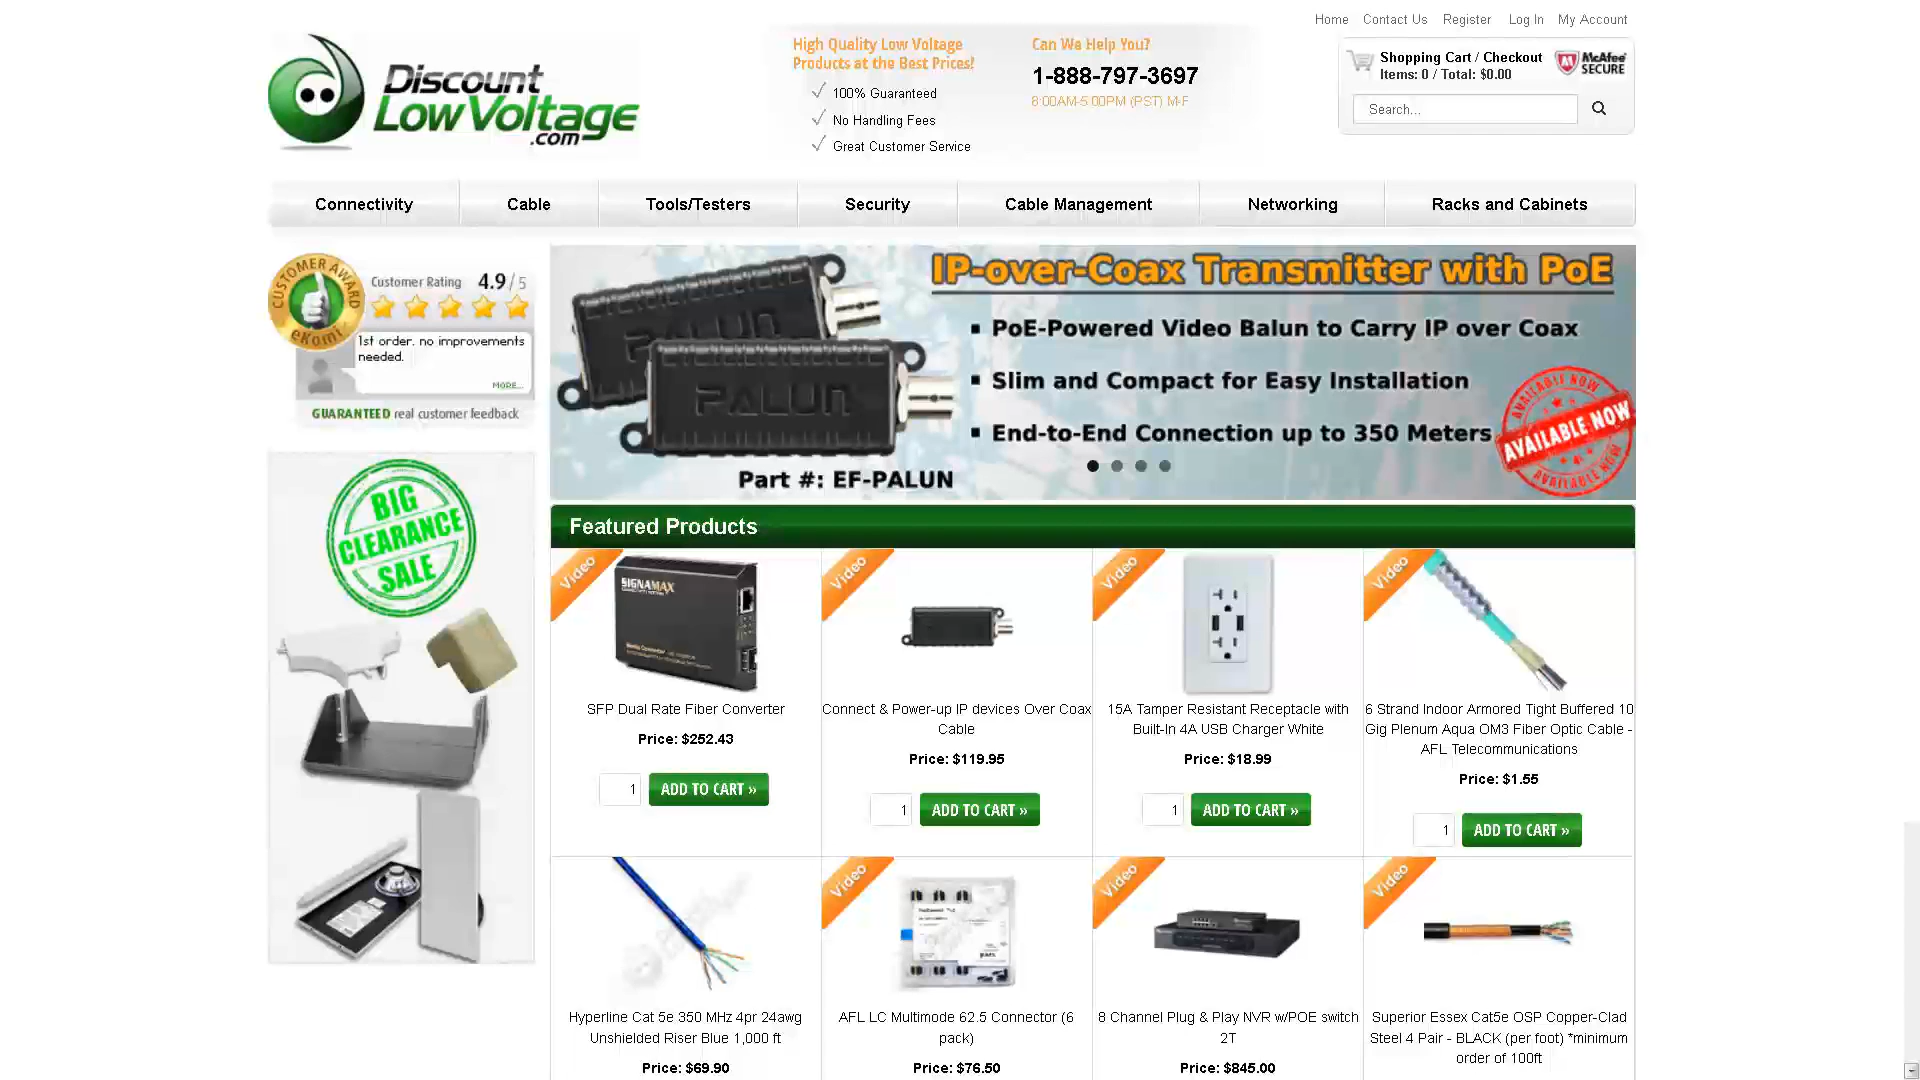 Home Contact Us Register Log In My Account
Discount
LowVoltage
.com
High Quality Low Voltage
Products at the Best Prices!
100% Guaranteed
No Handling Fees
Great Customer Service
Can We Help You?
1-888-797-3697
8:00AM-5:00PM (PST) M-F
Shopping Cart / Checkout
Items: 0 / Total: $0.00
McAfee
SECURE
Search...
Connectivity Cable Tools/Testers Security Cable Management Networking Racks and Cabinets
CUSTOMER AWARD
eKomi
Customer Rating 4.9 / 5
1st order. no improvements
needed.
MORE...
GUARANTEED real customer feedback
BIG
CLEARANCE
SALE
IP-over-Coax Transmitter with PoE
PoE-Powered Video Balun to Carry IP over Coax
Slim and Compact for Easy Installation
End-to-End Connection up to 350 Meters
PALUN
PALUN
Part #: EF-PALUN
AVAILABLE NOW
AVAILABLE NOW
AVAILABLE NOW
Featured Products
Video
SIGNAMAX
SFP Dual Rate Fiber Converter
Price: $252.43
1 ADD TO CART »
Video
Connect & Power-up IP devices Over Coax
Cable
Price: $119.95
1 ADD TO CART »
Video
15A Tamper Resistant Receptacle with
Built-In 4A USB Charger White
Price: $18.99
1 ADD TO CART »
Video
6 Strand Indoor Armored Tight Buffered 10
Gig Plenum Aqua OM3 Fiber Optic Cable -
AFL Telecommunications
Price: $1.55
1 ADD TO CART »
Hyperline Cat 5e 350 MHz 4pr 24awg
Unshielded Riser Blue 1,000 ft
Price: $69.90
Video
AFL LC Multimode 62.5 Connector (6
pack)
Price: $76.50
Video
8 Channel Plug & Play NVR w/POE switch
2T
Price: $845.00
Video
Superior Essex Cat5e OSP Copper-Clad
Steel 4 Pair - BLACK (per foot) *minimum
order of 100ft